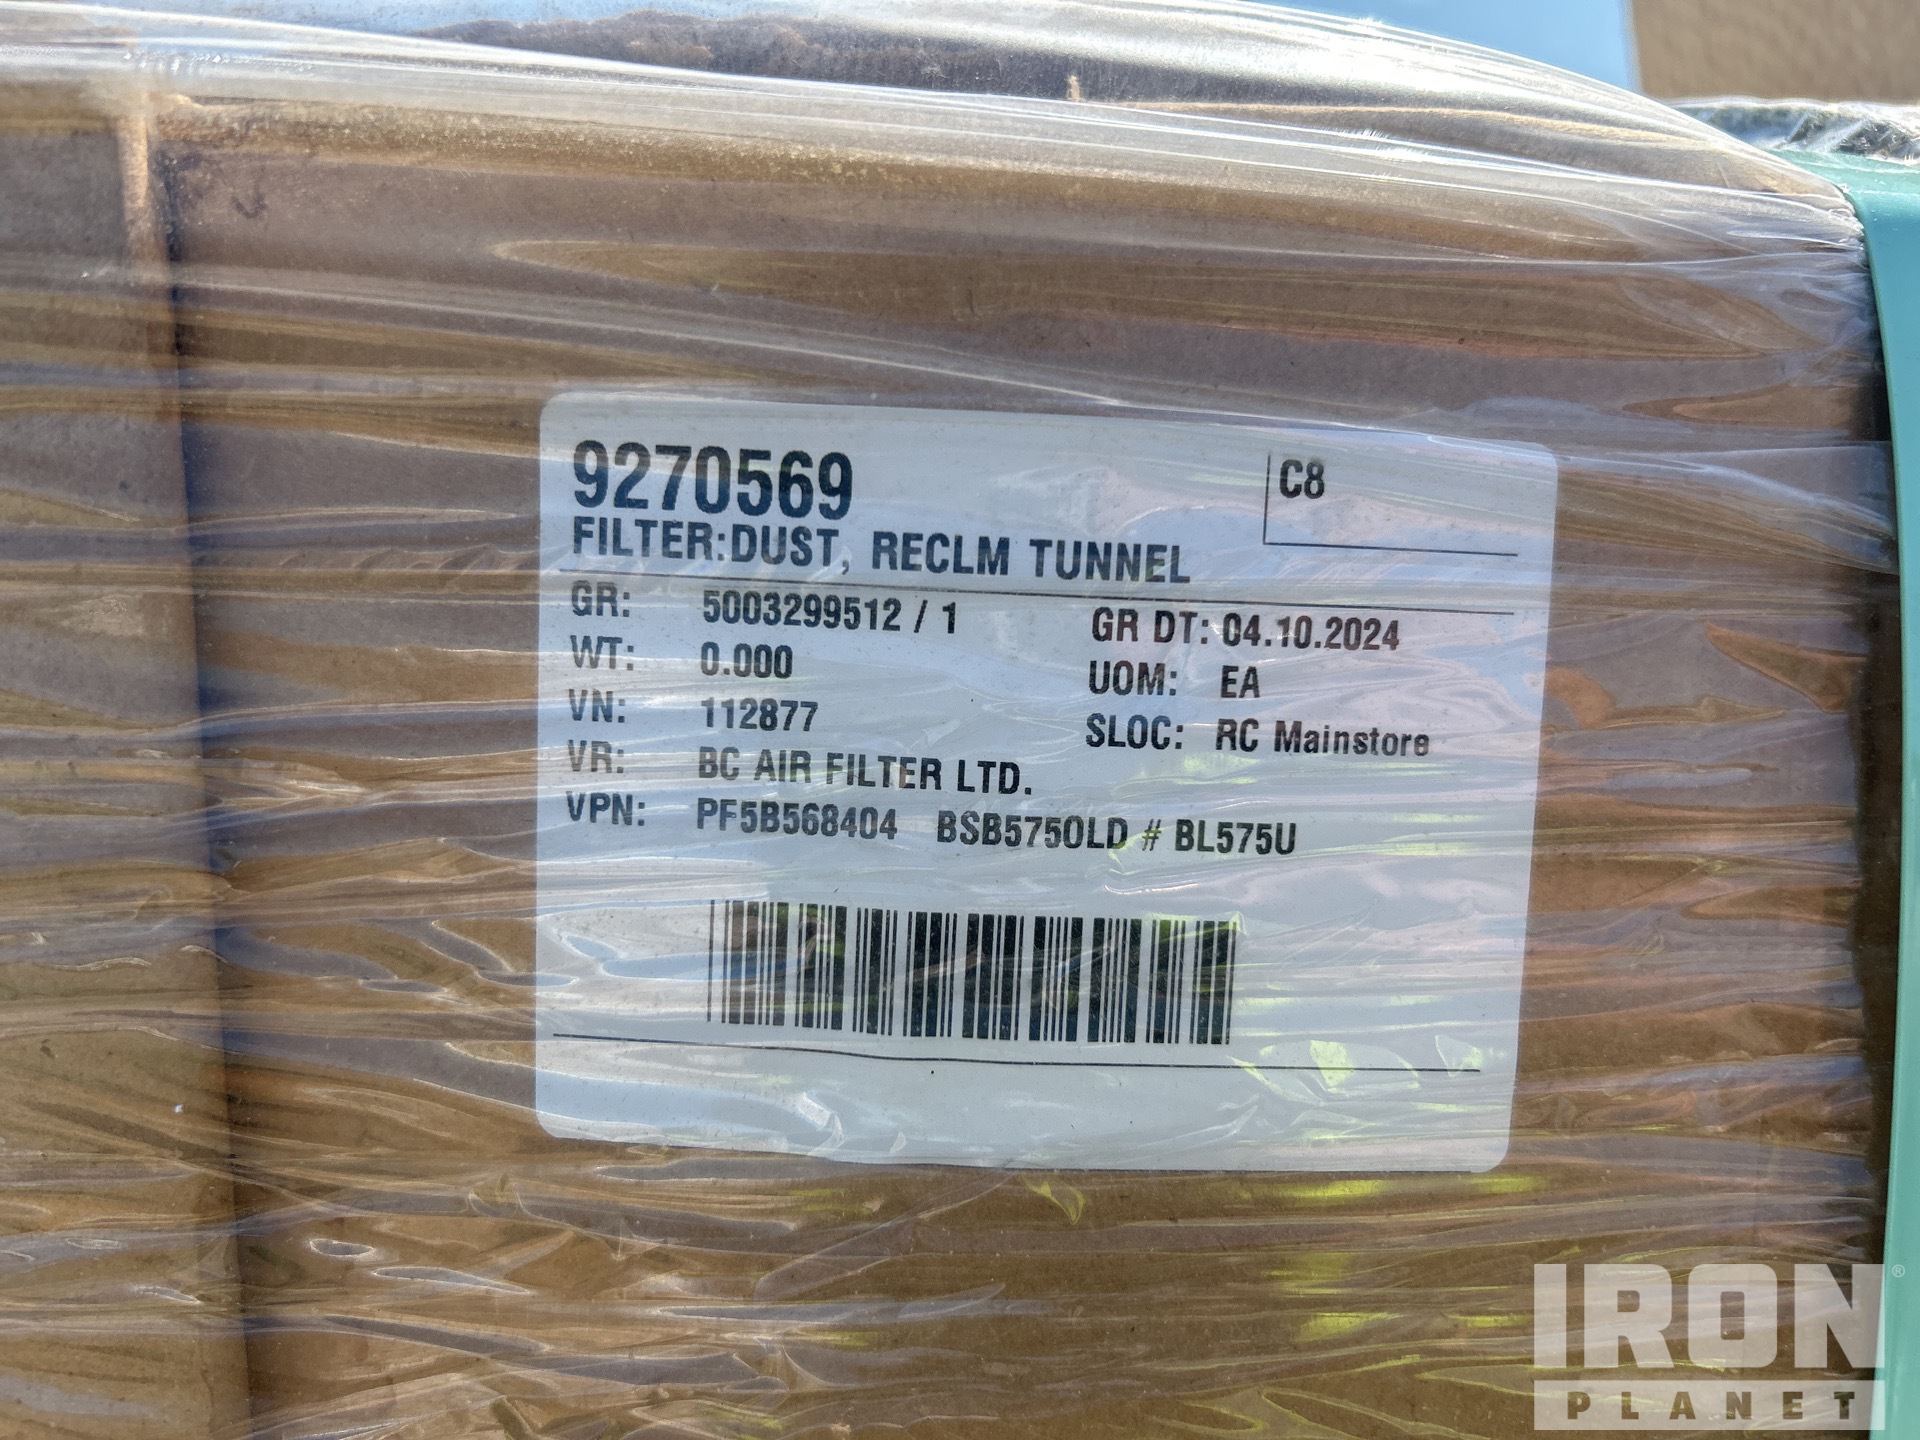 9270569
C8
FILTER:DUST, RECLM TUNNEL
GR: 5003299512 / 1 GR DT: 04.10.2024
WT: 0.000 UOM: EA
VN: 112877 SLOC: RC Mainstore
VR: BC AIR FILTER LTD.
VPN: PF5B568404 BSB575OLD # BL575U
IRON®
PLANET